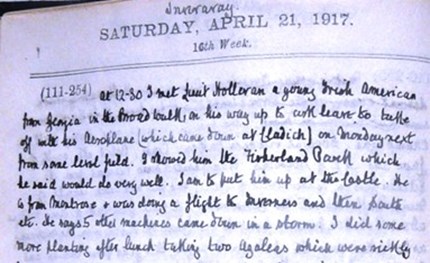 Inveraray.
SATURDAY, APRIL 21, 1917.
16th Week.
(111-254) at 12-30 I met Lieut Holloran a young Irish American
from Georgia in the Broad walk, on his way up to ask leave to take
off with his Aeroplane (which came down at Cladich) on Monday next
from some level field. I showed him the Fisherland Park which
he said would do very well. I am to put him up at the Castle. He
is from Montrose & was doing a flight to Inverness and then South
etc. He says 5 other machines came down in a storm. I did some
more planting after lunch taking two Azaleas which were